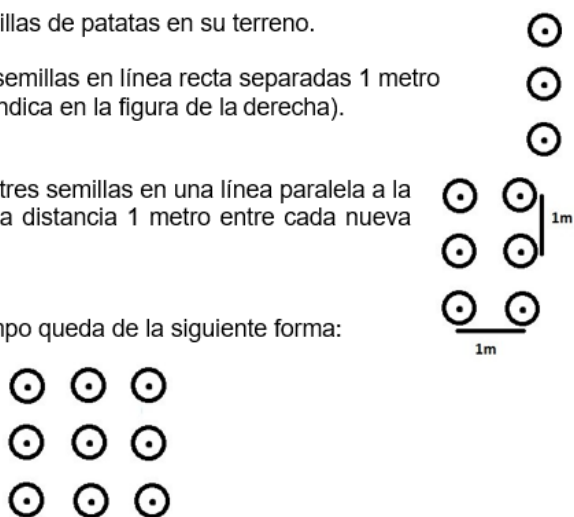 illas de patatas en su terreno.
semillas en línea recta separadas 1 metro
ndica en la figura de la derecha).
tres semillas en una línea paralela a la
a distancia 1 metro entre cada nueva
1m
1m
npo queda de la siguiente forma: